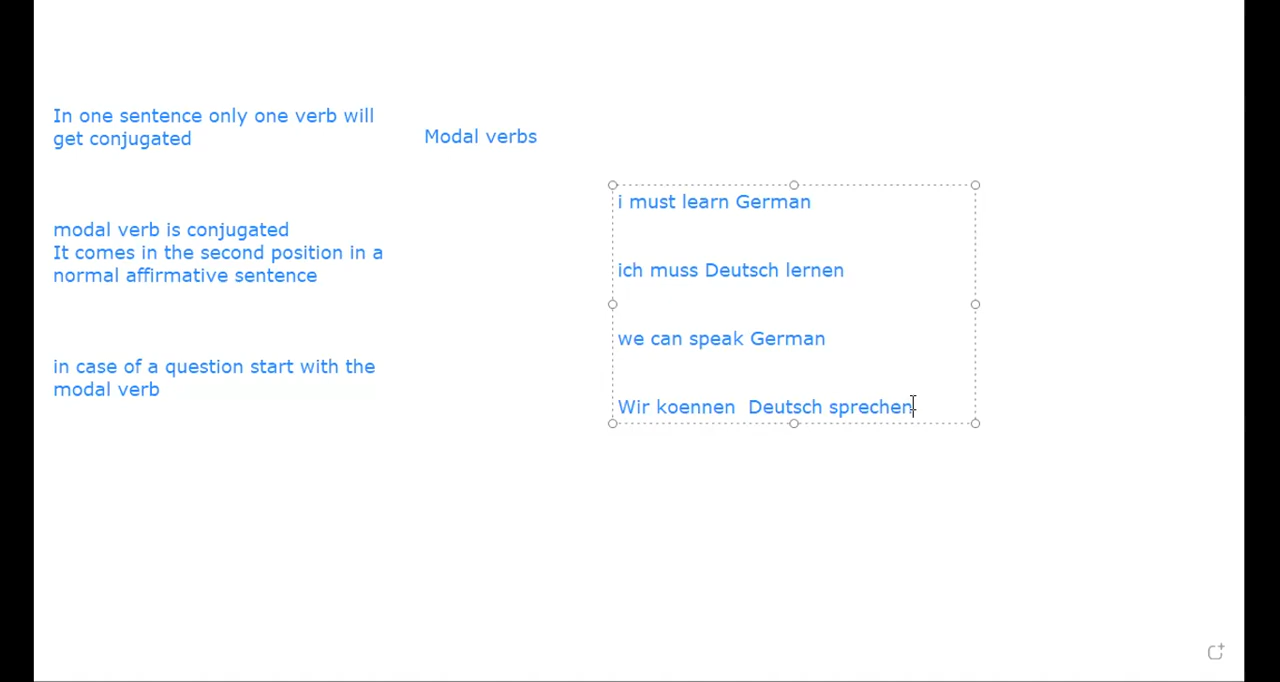 In one sentence only one verb will
get conjugated
Modal verbs
modal verb is conjugated
It comes in the second position in a
normal affirmative sentence
in case of a question start with the
modal verb
i must learn German
ich muss Deutsch lernen
we can speak German
Wir koennen  Deutsch sprechen